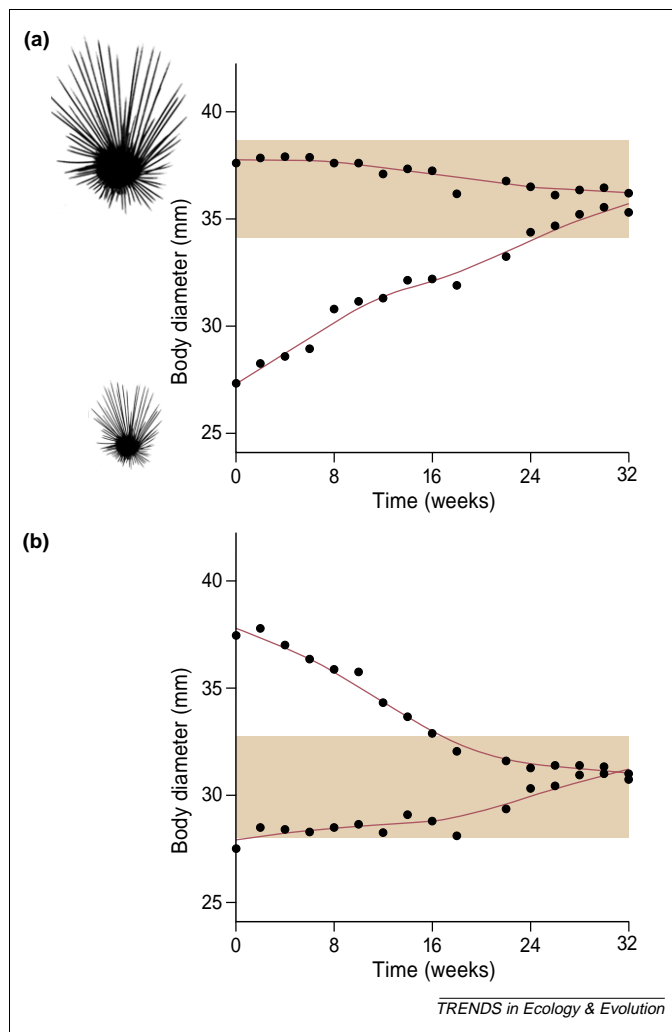 (a)
40
35
30
25
Body diameter (mm)
0 8 16 24 32
Time (weeks)
(b)
40
35
30
25
Body diameter (mm)
0 8 16 24 32
Time (weeks)
TRENDS in Ecology & Evolution